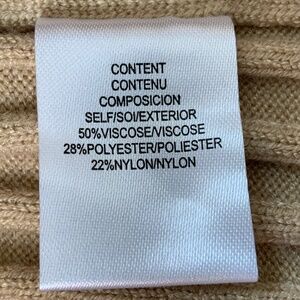 CONTENT
CONTENU
COMPOSICION
SELF/SOI/EXTERIOR
50%VISCOSE/VISCOSE
28%POLYESTER/POLIESTER
22%NYLON/NYLON